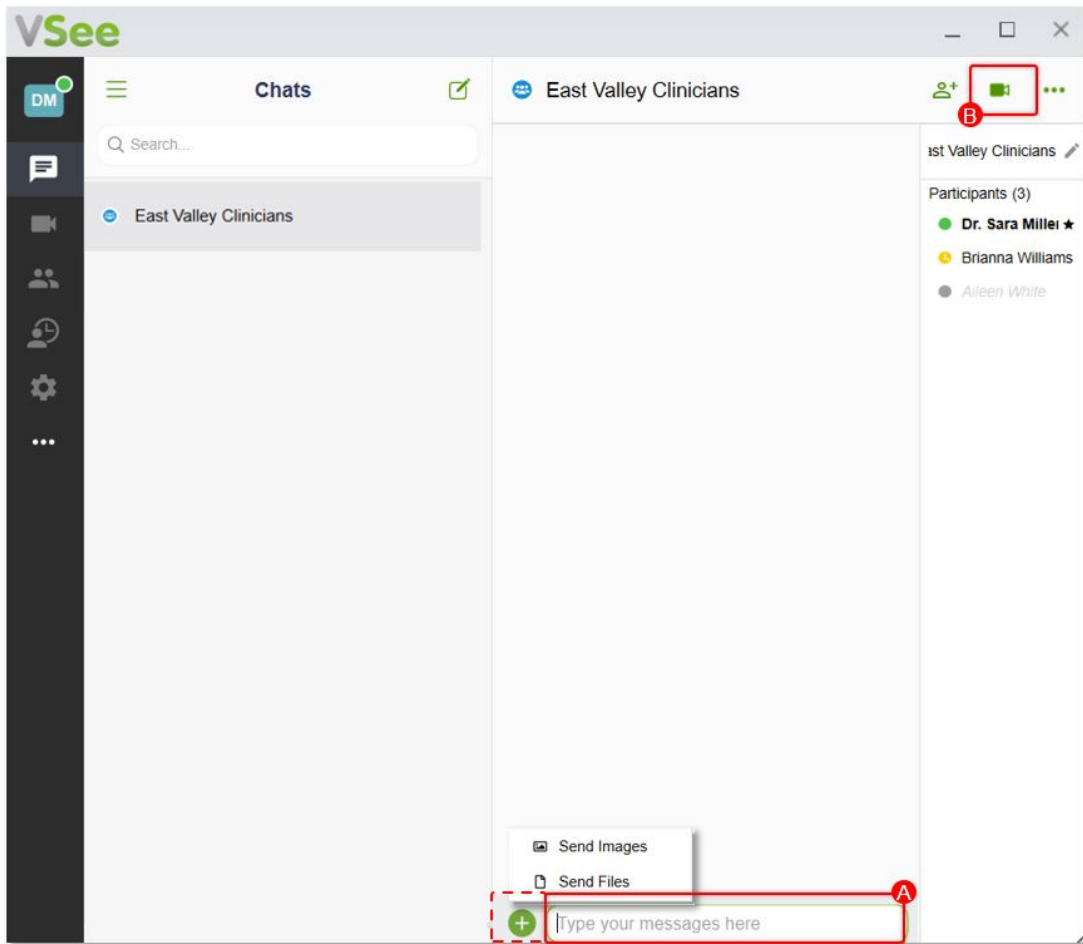 VSee
DM
Chats
East Valley Clinicians
B
Search...
ast Valley Clinicians
East Valley Clinicians
Participants (3)
Dr. Sara Miller
Brianna Williams
Aileen White
Send Images
Send Files
A
Type your messages here